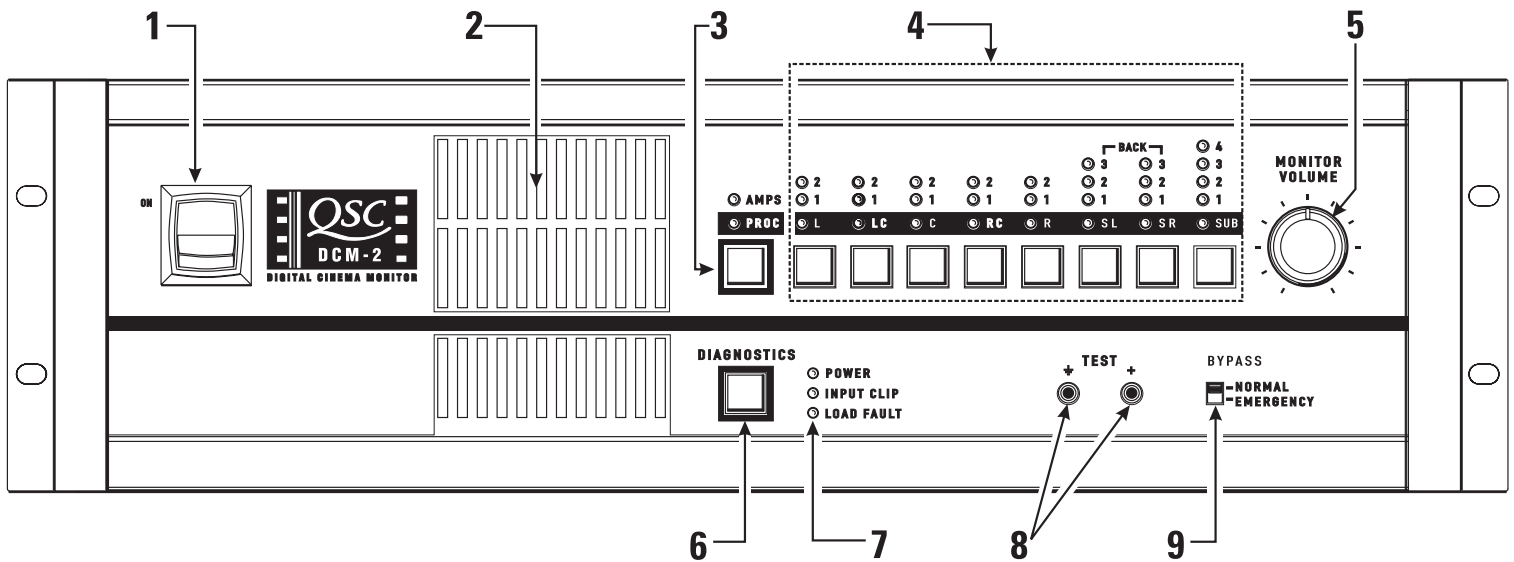 1 2 3 4 5
BACK 4
3 3 3
2 2 2 2 2 2 2 2
AMPS 1 1 1 1 1 1 1 1
PROC L LC C RC R SL SR SUB
MONITOR
VOLUME
ON
QSC
DCM-2
DIGITAL CINEMA MONITOR
DIAGNOSTICS
POWER
INPUT CLIP
LOAD FAULT
TEST
+
BYPASS
NORMAL
EMERGENCY
6 7 8 9